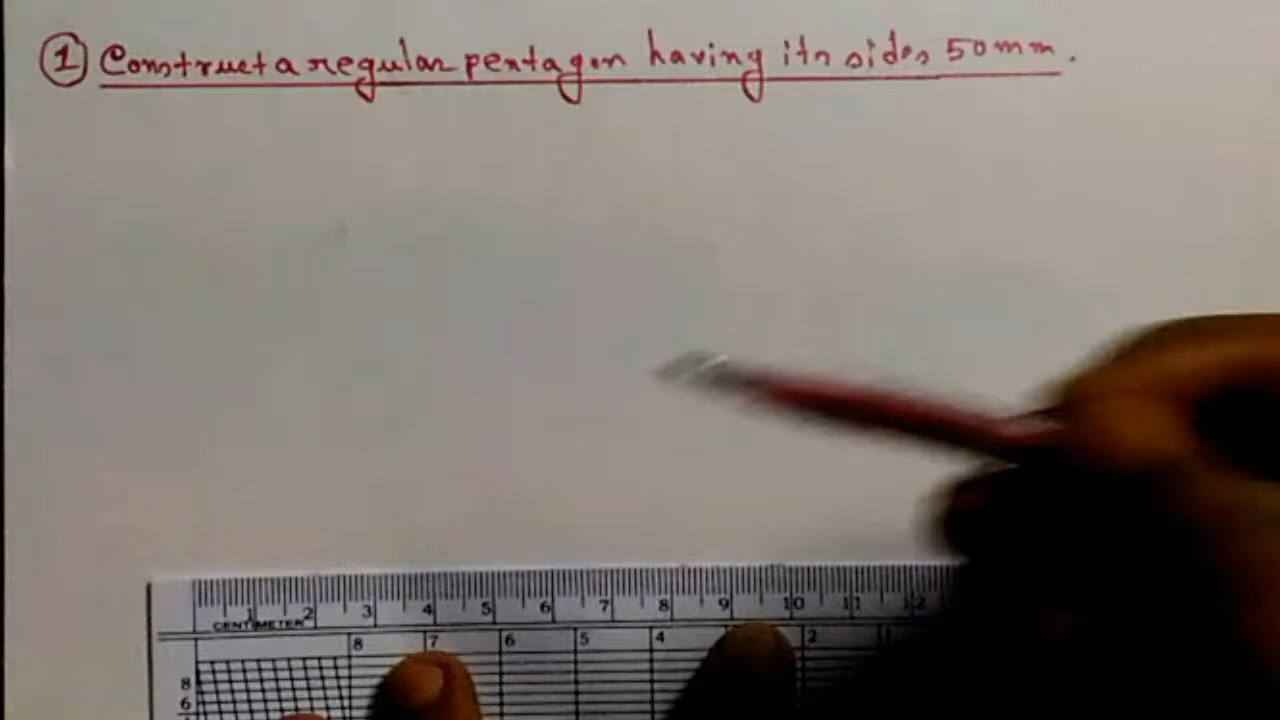 1 Construct a regular pentagon having its sides 50mm.
1 2 3 4 5 6 7 8 9 10 11 12
CENTIMETER
8 7 6 5 4 2 1
8
6